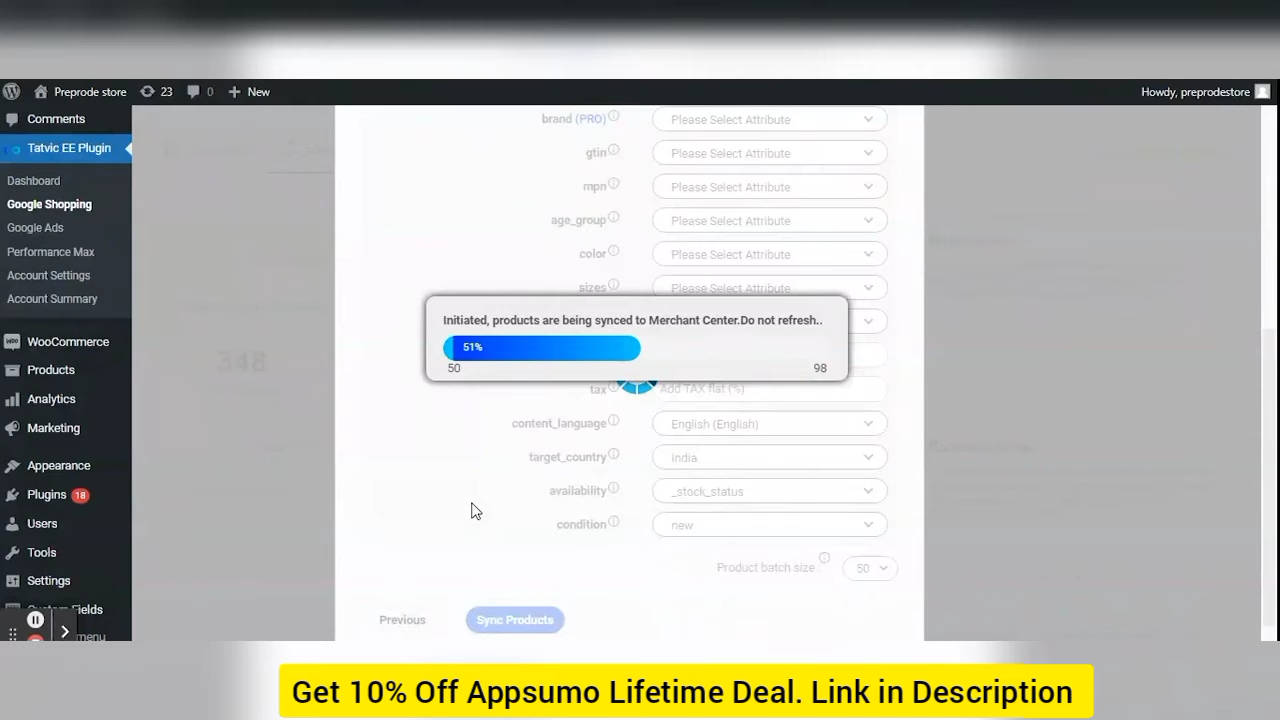 Preprode store
23
0
New
Howdy, preprodestore
Comments
Tatvic EE Plugin
Dashboard
Google Shopping
Google Ads
Performance Max
Account Settings
Account Summary
WooCommerce
Products
Analytics
Marketing
Appearance
Plugins 18
Users
Tools
Settings
Custom Fields
menu
348
brand (PRO) Please Select Attribute
gtin Please Select Attribute
mpn Please Select Attribute
age_group Please Select Attribute
color Please Select Attribute
sizes Please Select Attribute
Initiated, products are being synced to Merchant Center.Do not refresh..
51%
50 98
tax Add TAX flat (%)
content_language English (English)
target_country India
availability _stock_status
condition new
Product batch size : 50
Previous Sync Products
Get 10% Off Appsumo Lifetime Deal. Link in Description